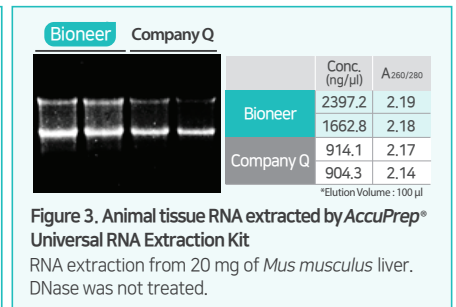 Bioneer Company Q
Conc. (ng/μl) A260/280
Bioneer 2397.2 2.19
1662.8 2.18
Company Q 914.1 2.17
904.3 2.14
*Elution Volume : 100 μl
Figure 3. Animal tissue RNA extracted by AccuPrep®
Universal RNA Extraction Kit
RNA extraction from 20 mg of Mus musculus liver.
DNase was not treated.